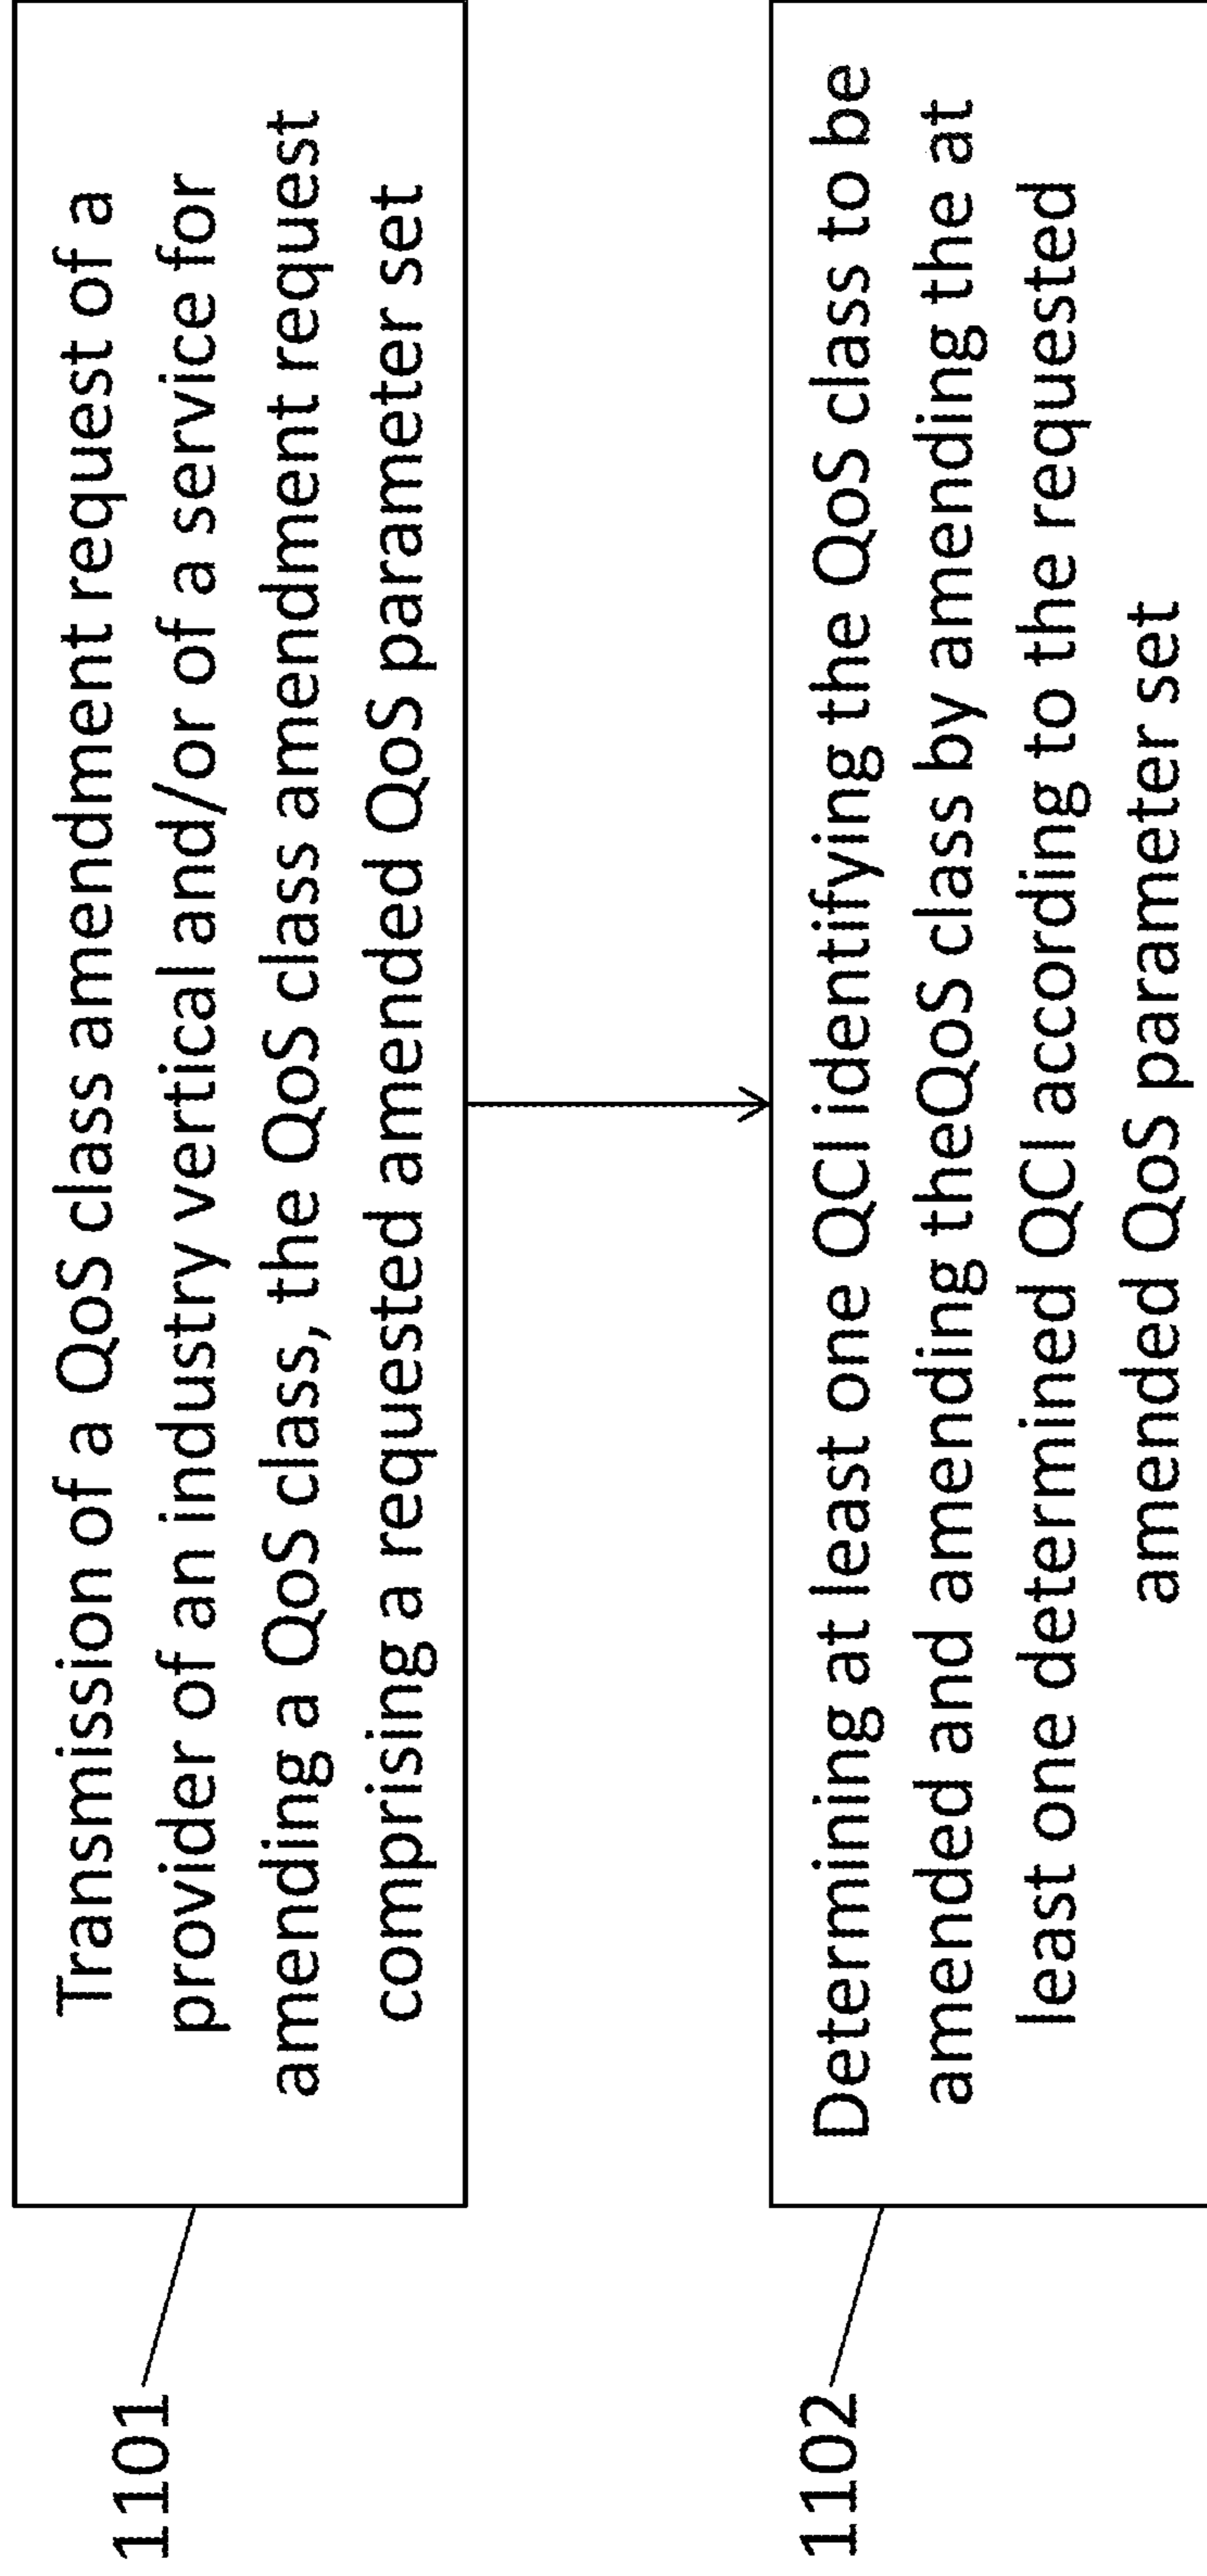 1101
Transmission of a QoS class amendment request of a
provider of an industry vertical and/or of a service for
amending a QoS class, the QoS class amendment request
comprising a requested amended QoS parameter set
1102
Determining at least one QCI identifying the QoS class to be
amended and amending theQoS class by amending the at
least one determined QCI according to the requested
amended QoS parameter set